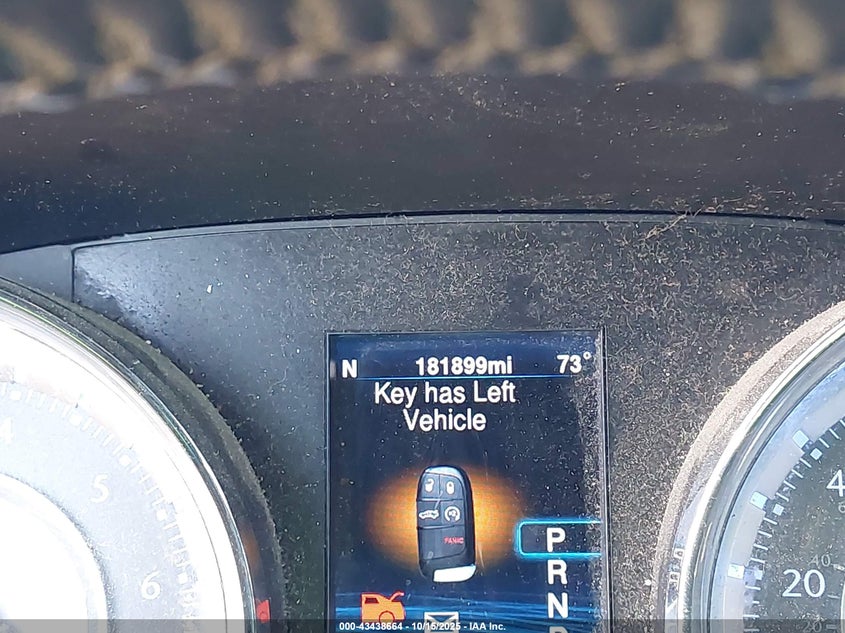 N 181899mi 73°
Key has Left
Vehicle
PANIC
P
R
N
4
5
6
4
40
20
000-43438664 - 10/15/2025 - IAA Inc.